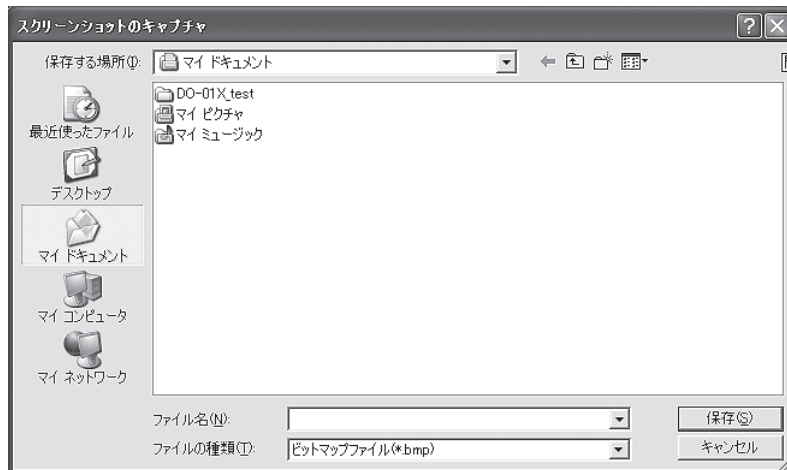 スクリーンショットのキャプチャ
保存する場所(I):
マイ ドキュメント
DO-01X_test
マイ ピクチャ
マイ ミュージック
最近使ったファイル
デスクトップ
マイ ドキュメント
マイ コンピュータ
マイ ネットワーク
ファイル名(N):
保存(S)
ファイルの種類(T):
ビットマップファイル(*.bmp)
キャンセル